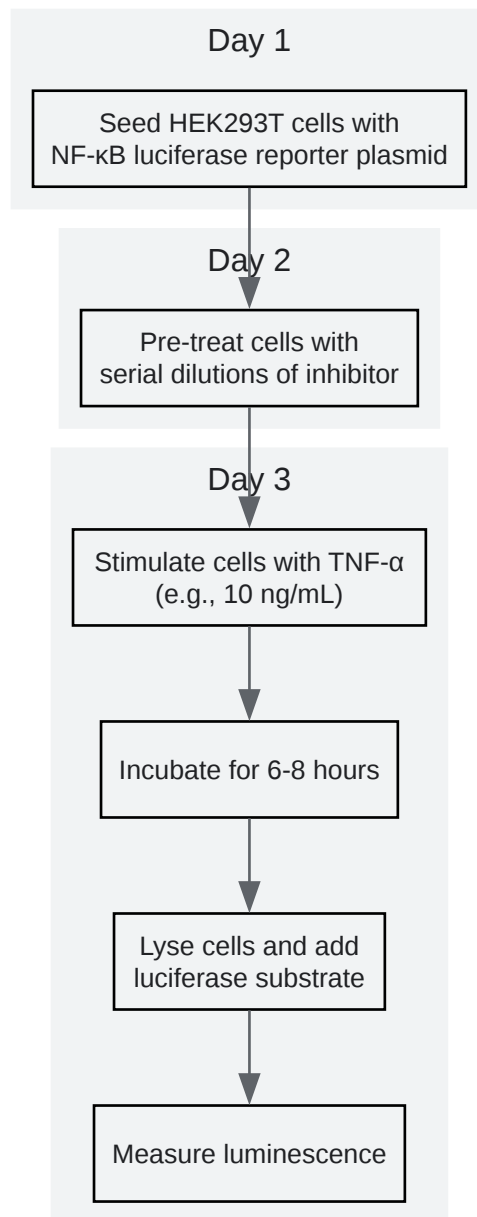 Day 1
Seed HEK293T cells with
NF-κB luciferase reporter plasmid
Day 2
Pre-treat cells with
serial dilutions of inhibitor
Day 3
Stimulate cells with TNF-α
(e.g., 10 ng/mL)
Incubate for 6-8 hours
Lyse cells and add
luciferase substrate
Measure luminescence